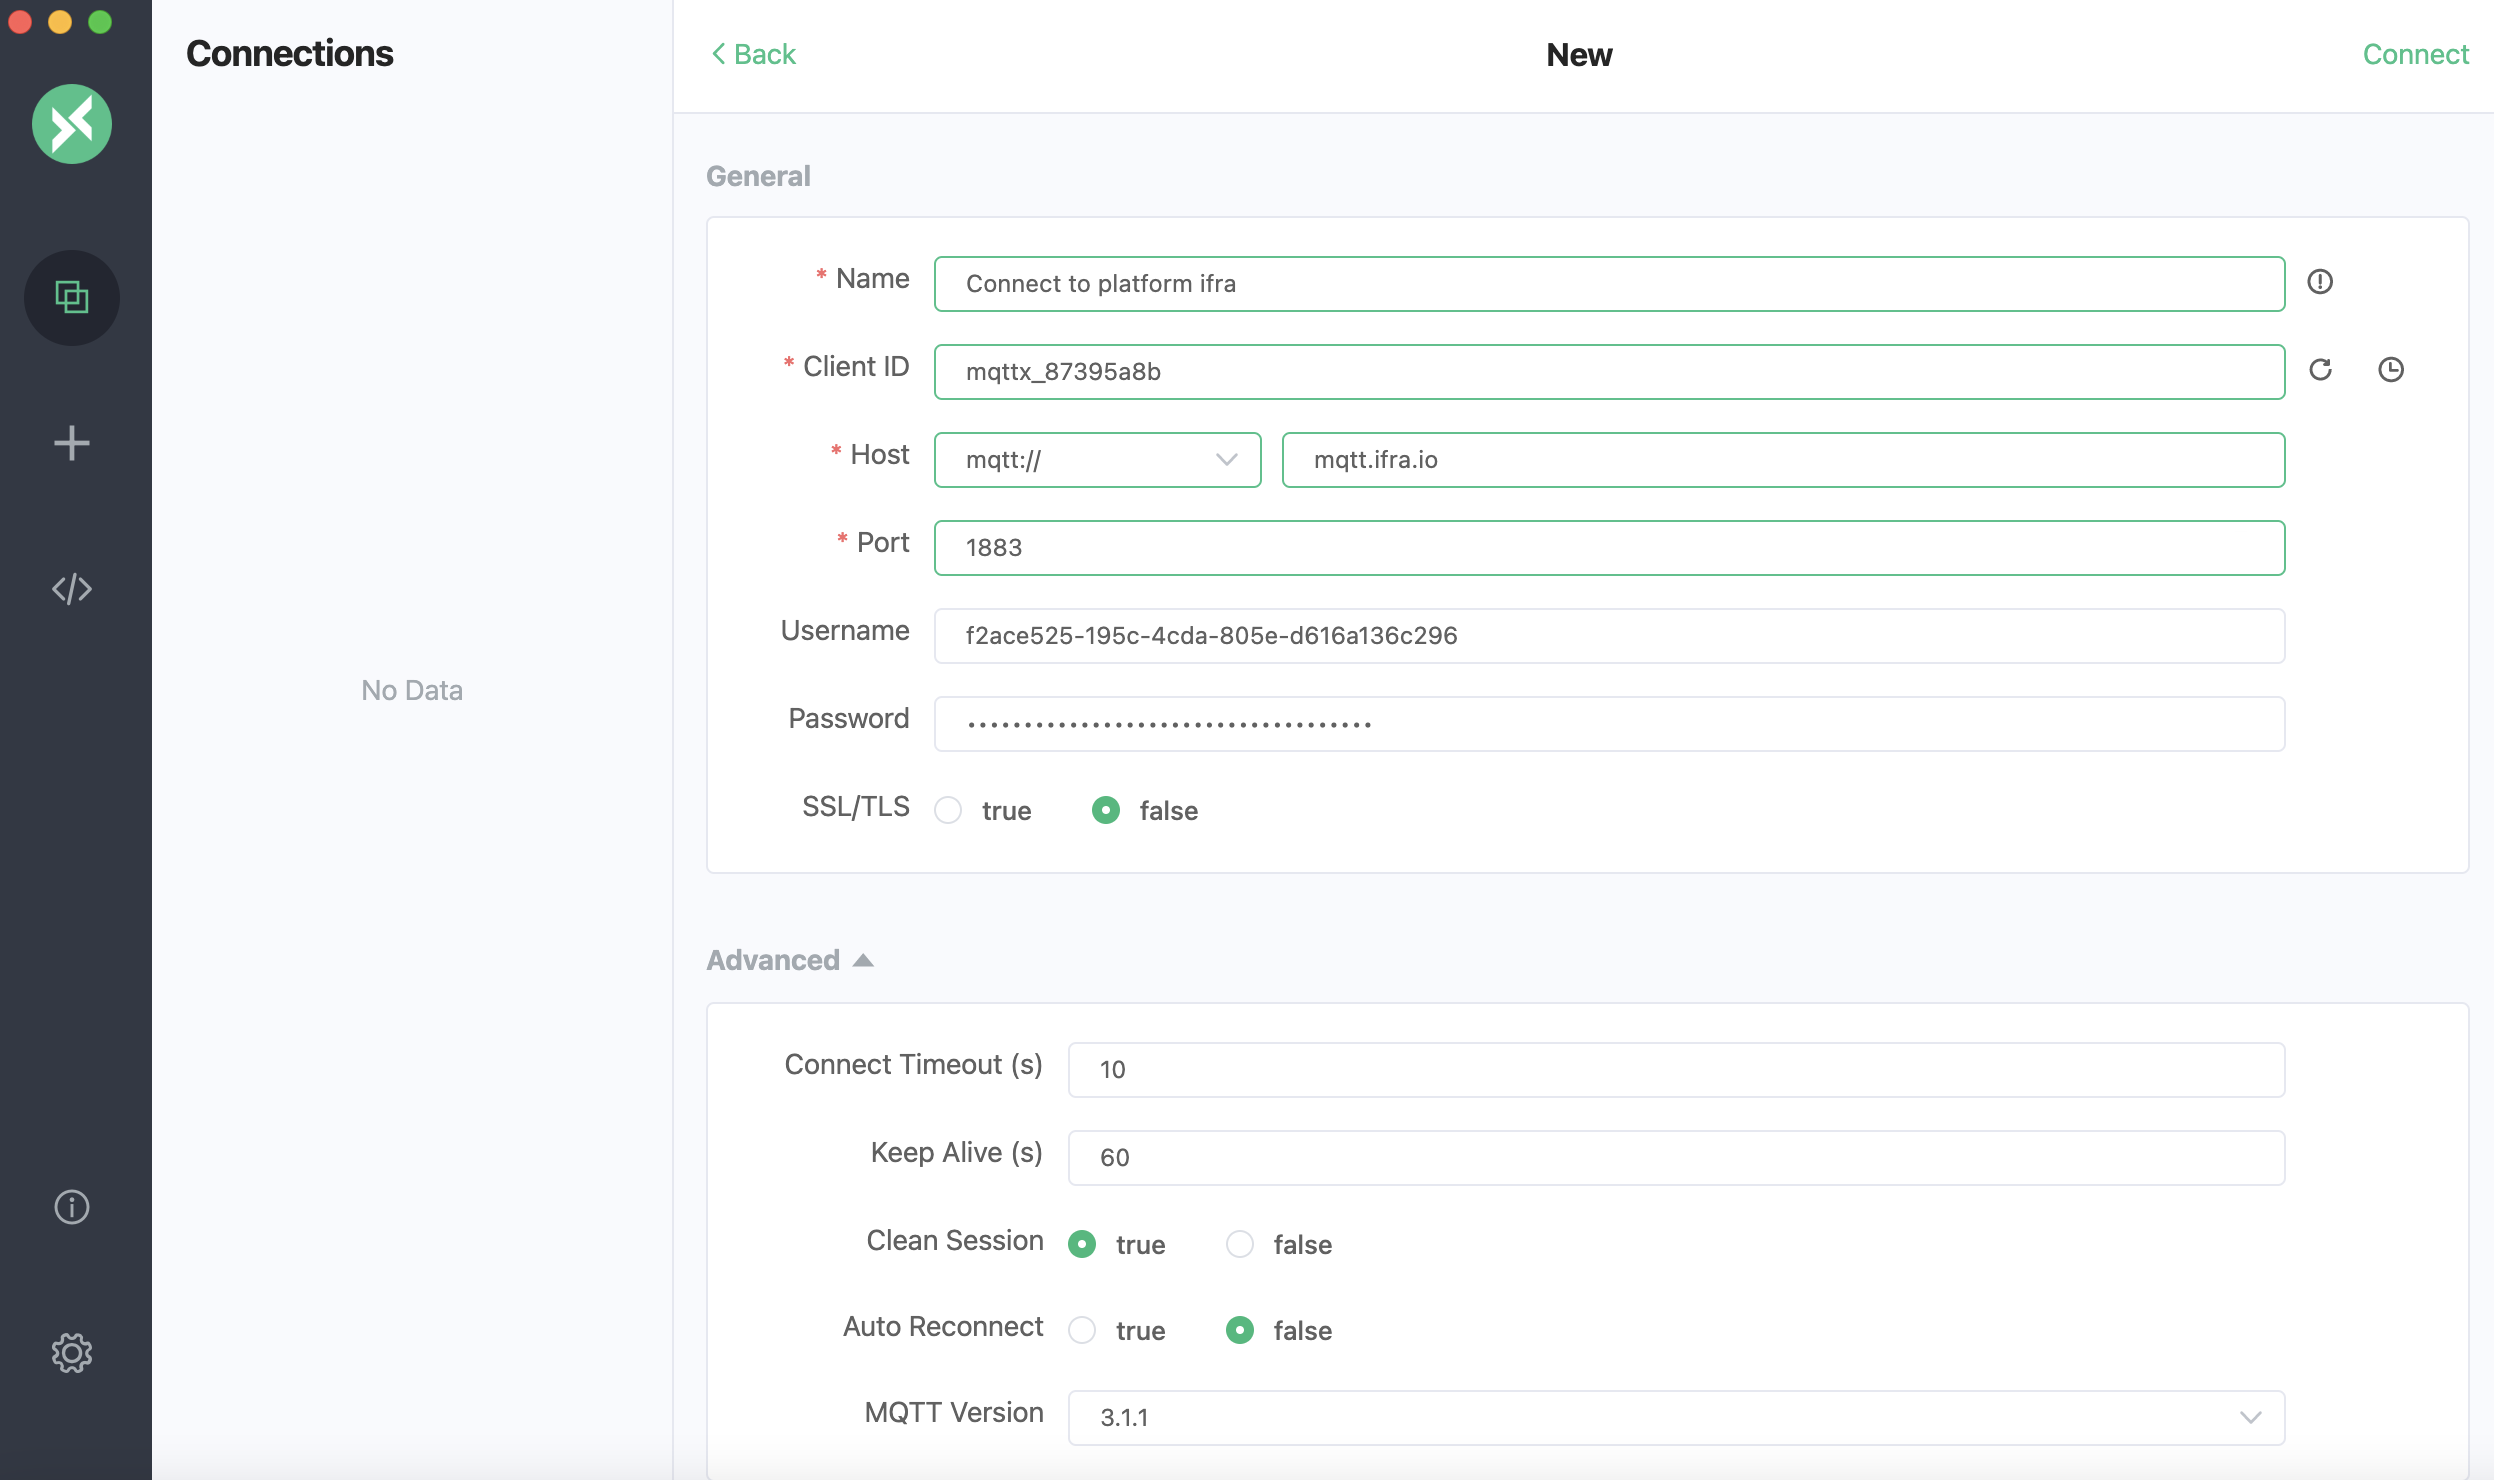 Connections
Back
New
Connect
General
* Name
Connect to platform ifra
* Client ID
mqttx_87395a8b
* Host
mqtt://
mqtt.ifra.io
* Port
1883
Username
f2ace525-195c-4cda-805e-d616a136c296
Password
••••••••••••••••••••••••••••••••••••
SSL/TLS
true
false
No Data
Advanced
Connect Timeout (s)
10
Keep Alive (s)
60
Clean Session
true
false
Auto Reconnect
true
false
MQTT Version
3.1.1